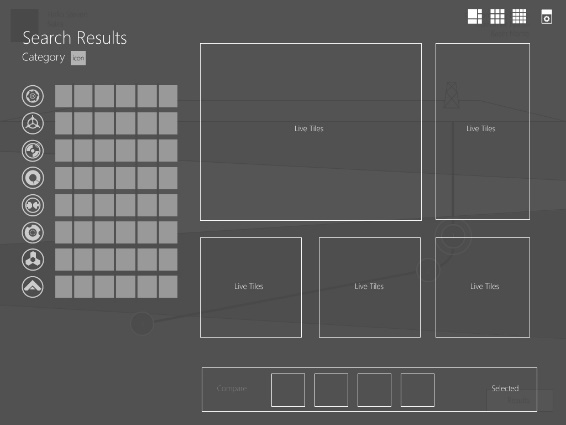 Search Results
Category
icon
Live Tiles
Live Tiles
Live Tiles
Live Tiles
Live Tiles
Compare
Selected